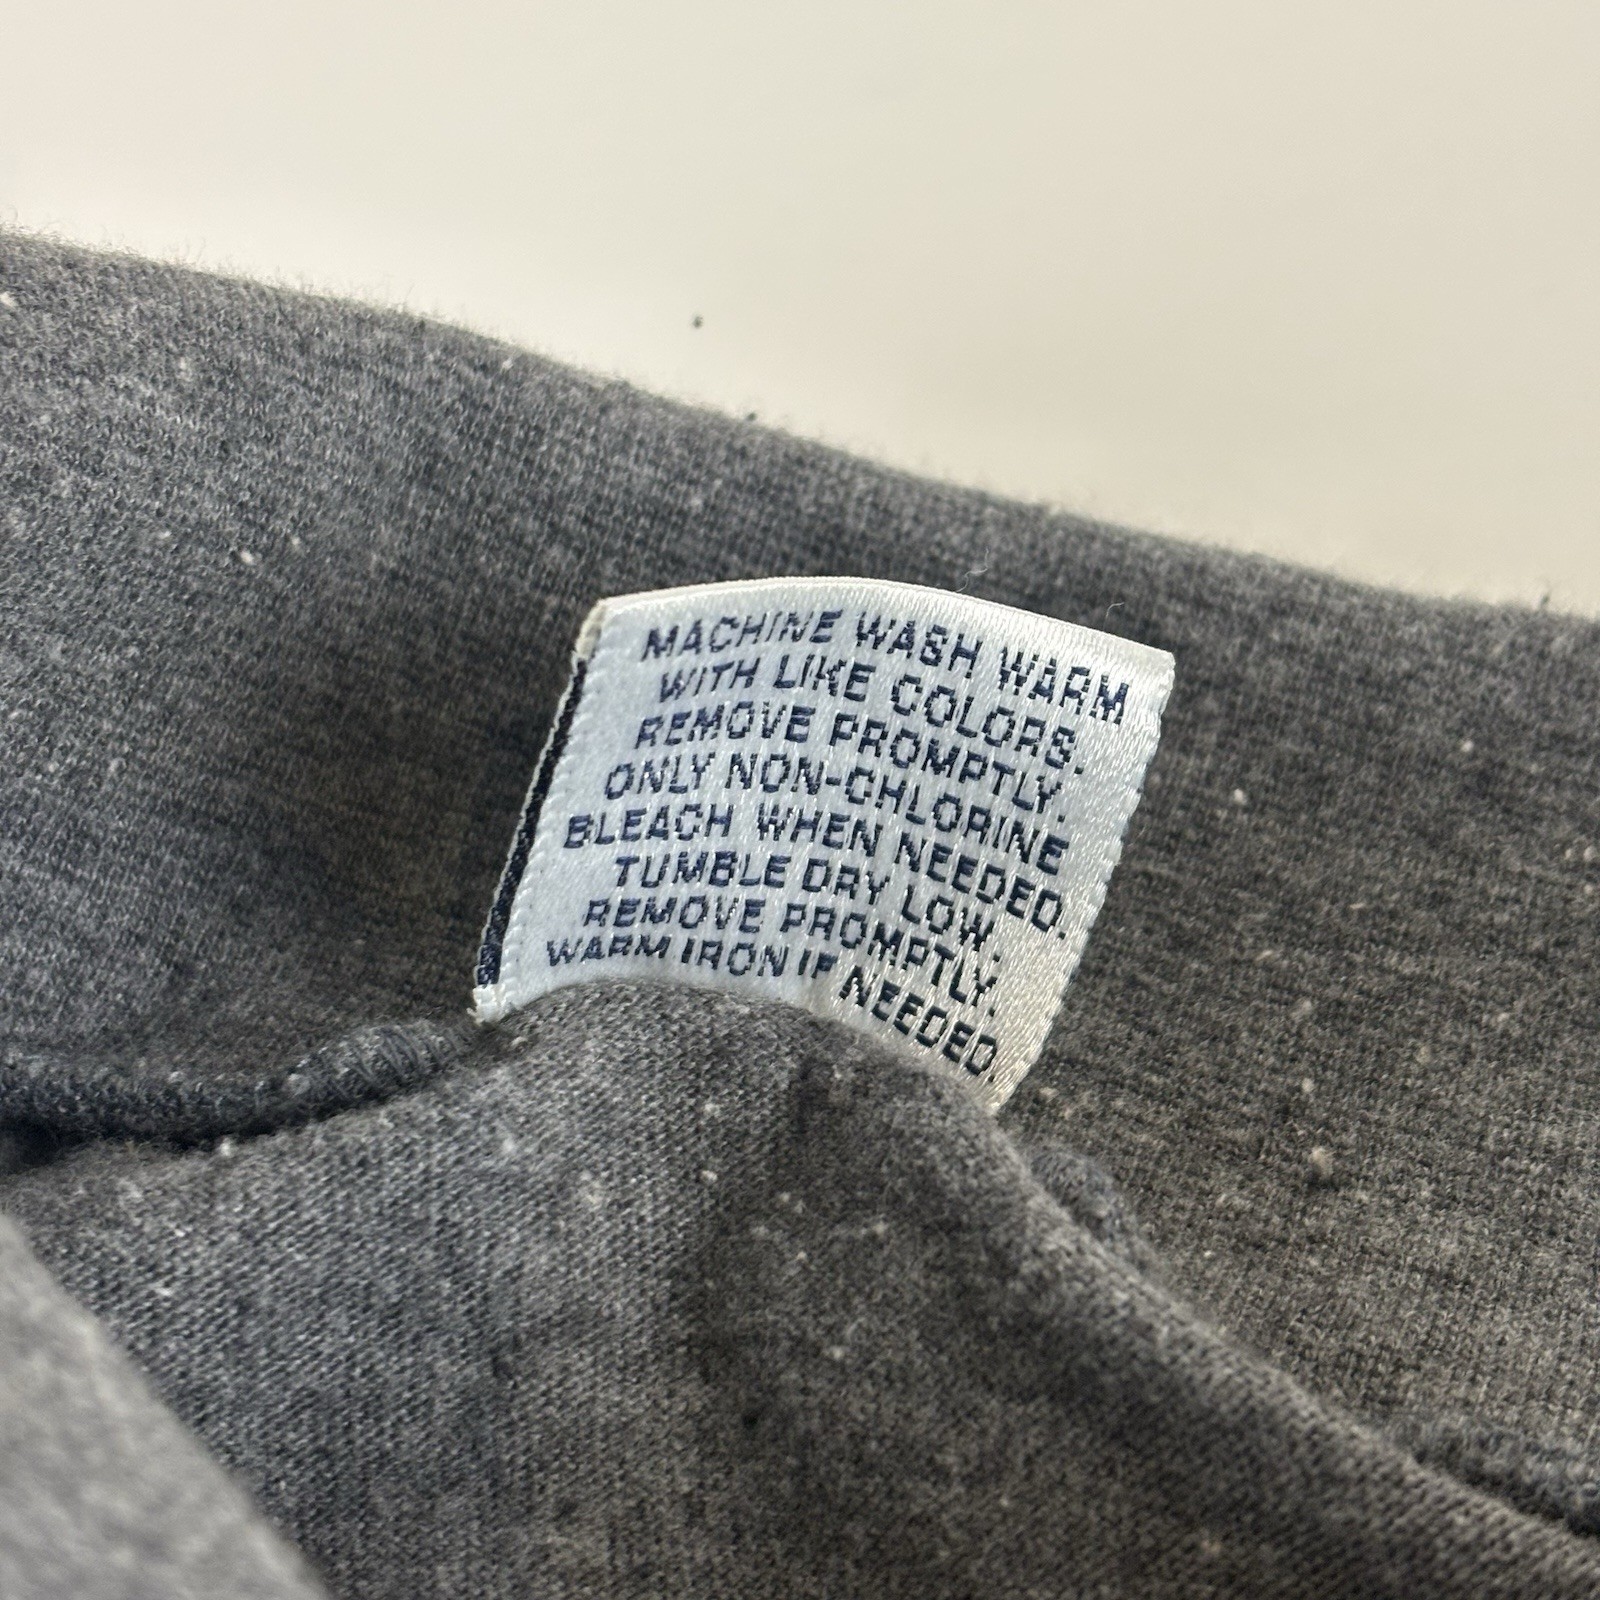 MACHINE WASH WARM
WITH LIKE COLORS.
REMOVE PROMPTLY.
ONLY NON-CHLORINE
BLEACH WHEN NEEDED.
TUMBLE DRY LOW.
REMOVE PROMPTLY.
WARM IRON IF NEEDED.